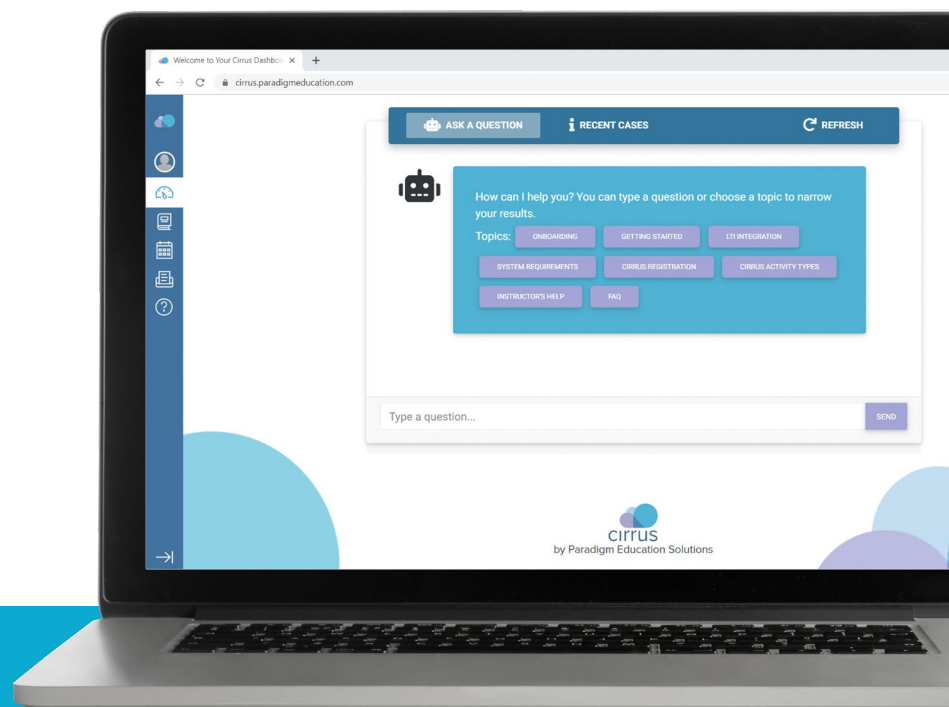 Welcome to Your Cirrus Dashboa
cirrus.paradigmeducation.com
ASK A QUESTION
RECENT CASES
REFRESH
How can I help you? You can type a question or choose a topic to narrow
your results.
Topics: ONBOARDING GETTING STARTED LTI INTEGRATION
SYSTEM REQUIREMENTS CIRRUS REGISTRATION CIRRUS ACTIVITY TYPES
INSTRUCTOR'S HELP FAQ
Type a question...
SEND
cirrus
by Paradigm Education Solutions